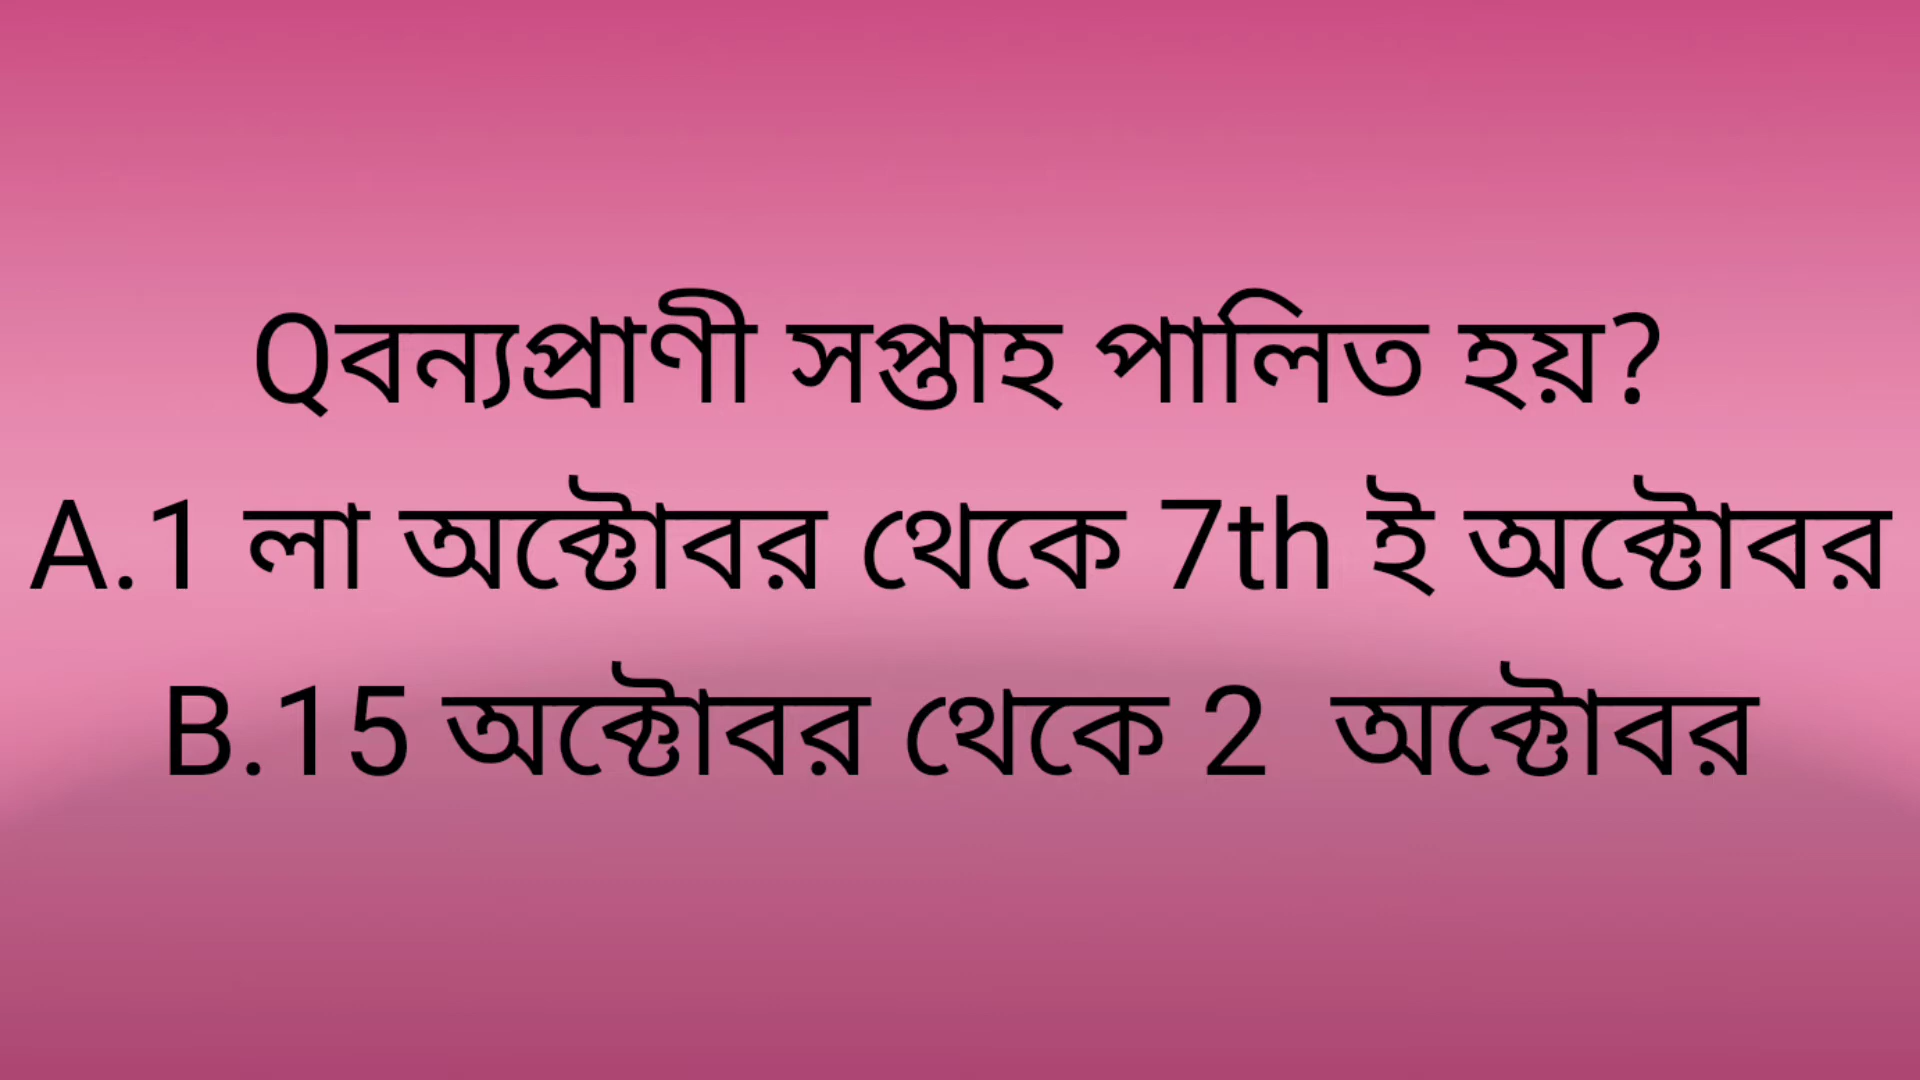 Qবন্যপ্রাণী সপ্তাহ পালিত হয়?
A.1 লা অক্টোবর থেকে 7th ই অক্টোবর
B.15 অক্টোবর থেকে 2 অক্টোবর